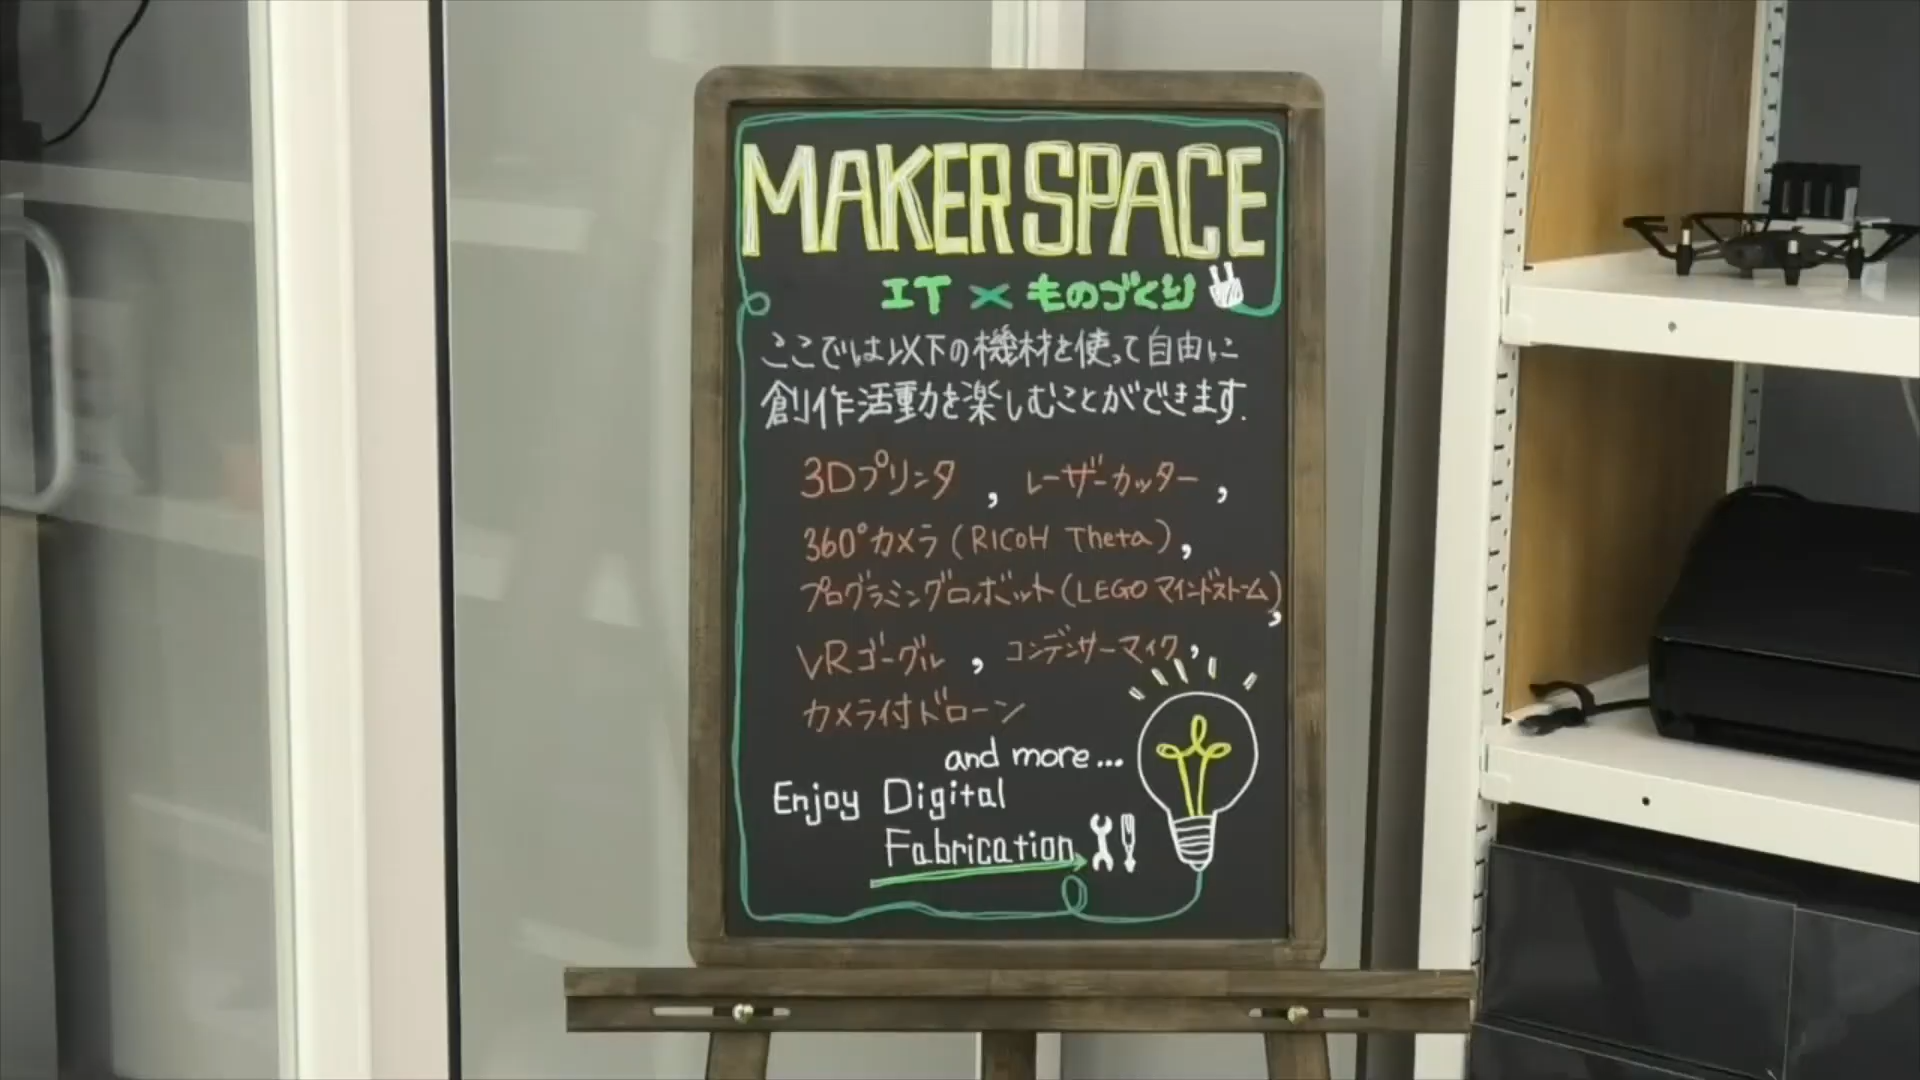 MAKER SPACE
IT × ものづくり
ここでは以下の機材を使って自由に
創作活動を楽しむことができます.
3Dプリンタ , レーザーカッター ,
360°カメラ (RICOH Theta) ,
プログラミングロボット (LEGO マインドストーム) ,
VRゴーグル , コンデンサーマイク ,
カメラ付ドローン
and more...
Enjoy Digital
Fabrication